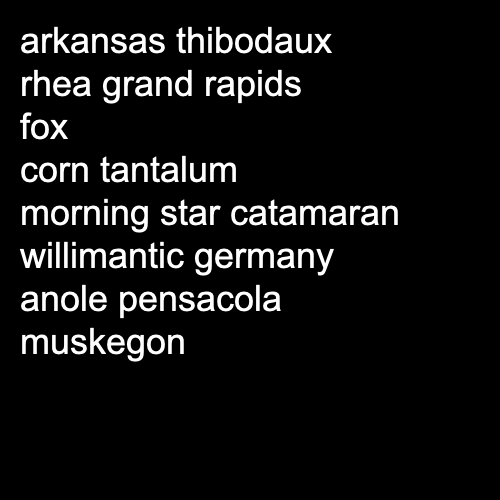 arkansas thibodaux
rhea grand rapids
fox
corn tantalum
morning star catamaran
willimantic germany
anole pensacola
muskegon